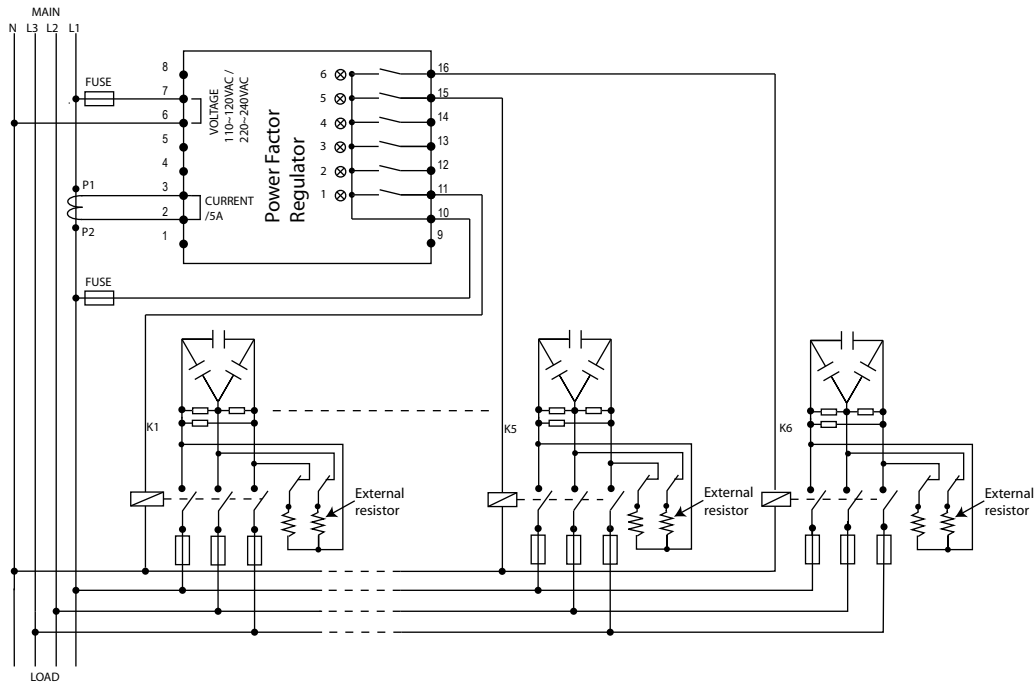 MAIN
N L3 L2 L1
FUSE
8
7
6
5
4
3
2
1
VOLTAGE
110~120VAC /
220~240VAC
CURRENT
/5A
Power Factor
Regulator
6
5
4
3
2
1
16
15
14
13
12
11
10
9
P1
P2
FUSE
K1
K5
K6
External
resistor
External
resistor
External
resistor
LOAD